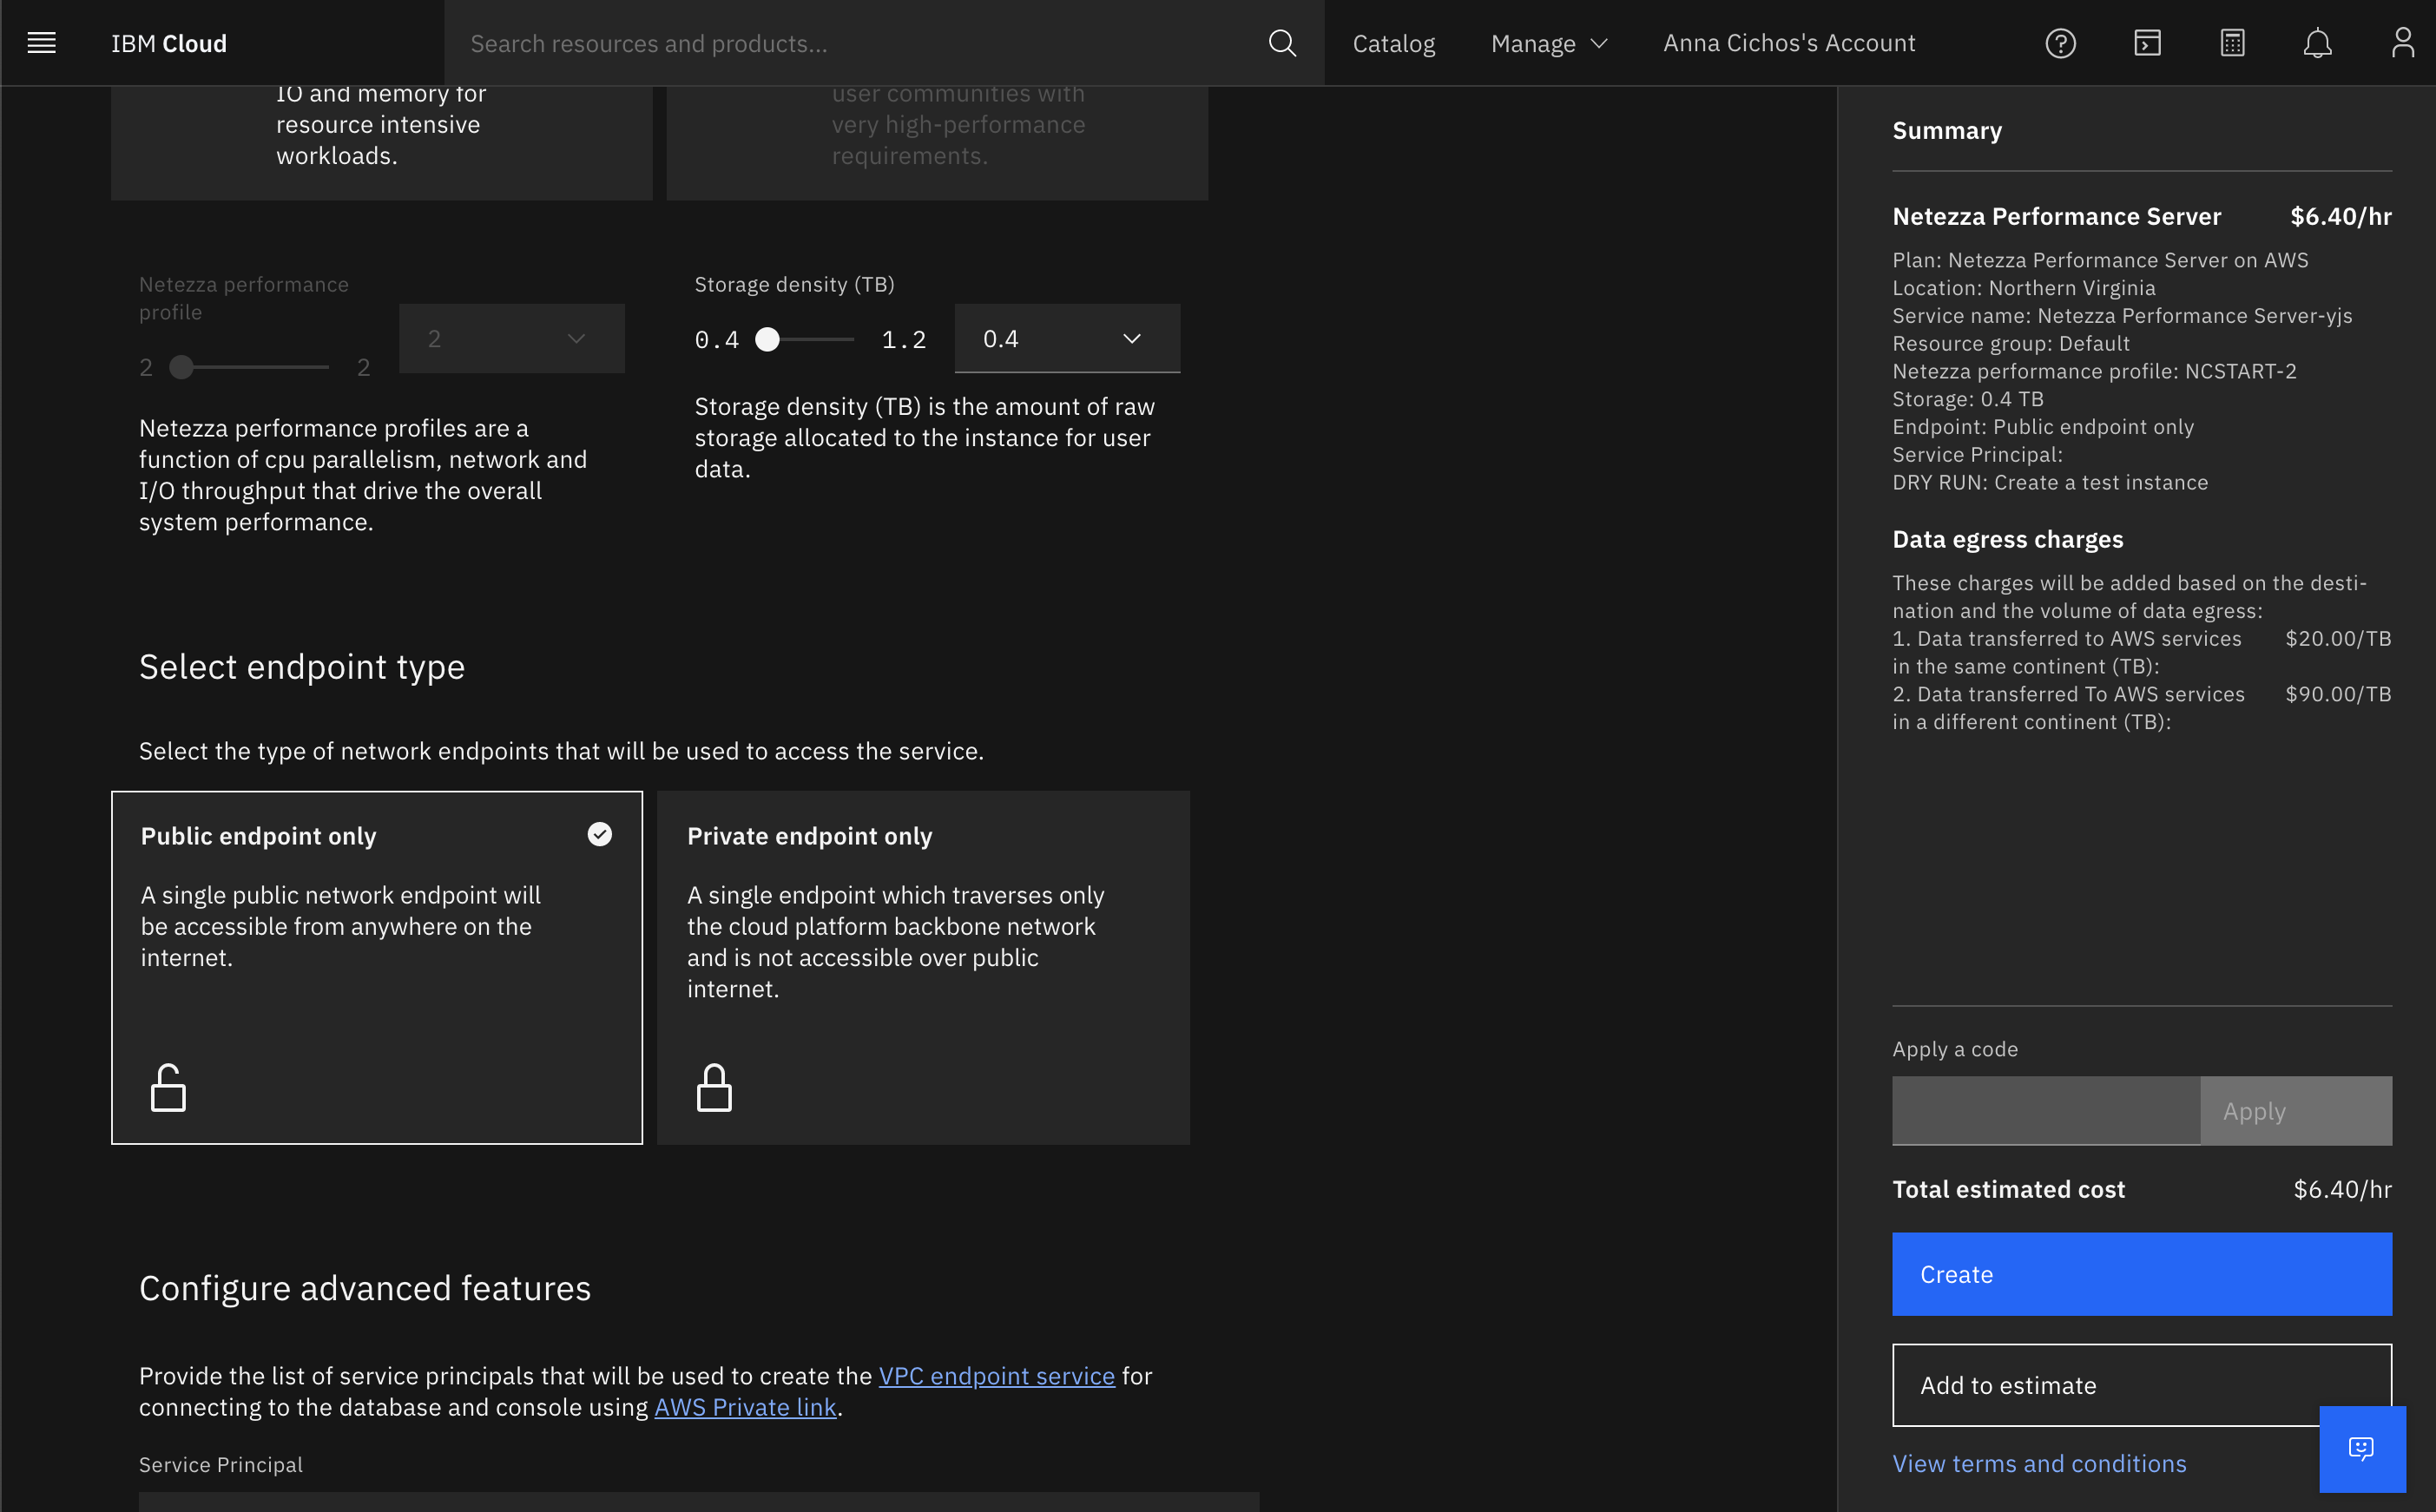 IBM Cloud
Search resources and products...
Catalog
Manage
Anna Cichos's Account
IO and memory for
resource intensive
workloads.
user communities with
very high-performance
requirements.
Netezza performance
profile
2
2
2
Netezza performance profiles are a
function of cpu parallelism, network and
I/O throughput that drive the overall
system performance.
Storage density (TB)
0.4
1.2
0.4
Storage density (TB) is the amount of raw
storage allocated to the instance for user
data.
Select endpoint type
Select the type of network endpoints that will be used to access the service.
Public endpoint only
A single public network endpoint will
be accessible from anywhere on the
internet.
Private endpoint only
A single endpoint which traverses only
the cloud platform backbone network
and is not accessible over public
internet.
Configure advanced features
Provide the list of service principals that will be used to create the VPC endpoint service for
connecting to the database and console using AWS Private link.
Service Principal
Summary
Netezza Performance Server $6.40/hr
Plan: Netezza Performance Server on AWS
Location: Northern Virginia
Service name: Netezza Performance Server-yjs
Resource group: Default
Netezza performance profile: NCSTART-2
Storage: 0.4 TB
Endpoint: Public endpoint only
Service Principal:
DRY RUN: Create a test instance
Data egress charges
These charges will be added based on the desti-
nation and the volume of data egress:
1. Data transferred to AWS services $20.00/TB
in the same continent (TB):
2. Data transferred To AWS services $90.00/TB
in a different continent (TB):
Apply a code
Apply
Total estimated cost $6.40/hr
Create
Add to estimate
View terms and conditions